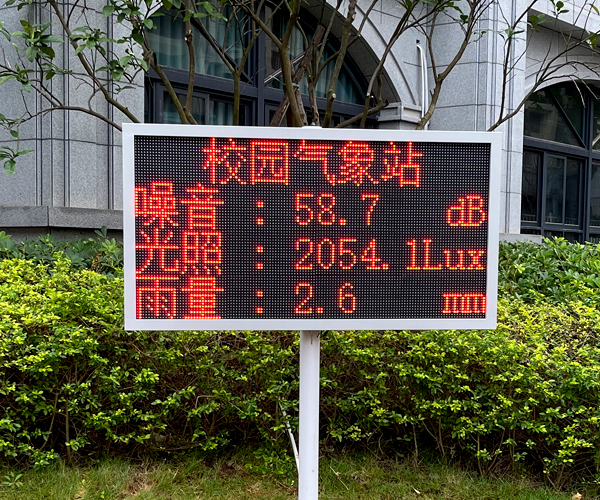 校园气象站
噪音 : 58.7 dB
光照 : 2054.1Lux
雨量 : 2.6 mm